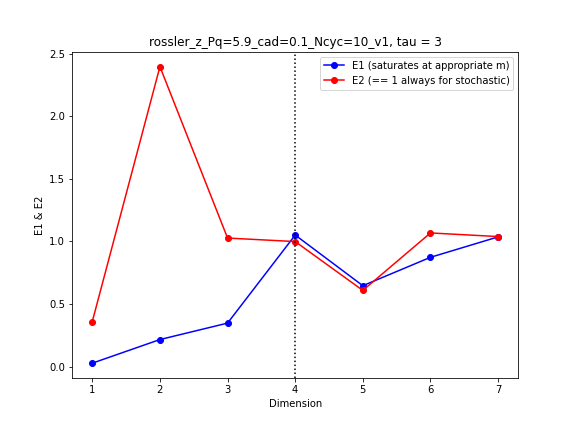 rossler_z_Pq=5.9_cad=0.1_Ncyc=10_v1, tau = 3
E1 (saturates at appropriate m)
E2 (== 1 always for stochastic)
E1 & E2
2.5
2.0
1.5
1.0
0.5
0.0
1 2 3 4 5 6 7
Dimension